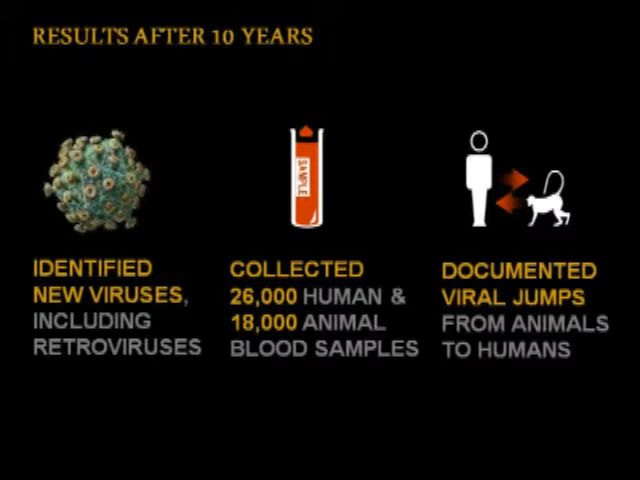 RESULTS AFTER 10 YEARS
SAMPLE
IDENTIFIED
NEW VIRUSES,
INCLUDING
RETROVIRUSES
COLLECTED
26,000 HUMAN &
18,000 ANIMAL
BLOOD SAMPLES
DOCUMENTED
VIRAL JUMPS
FROM ANIMALS
TO HUMANS